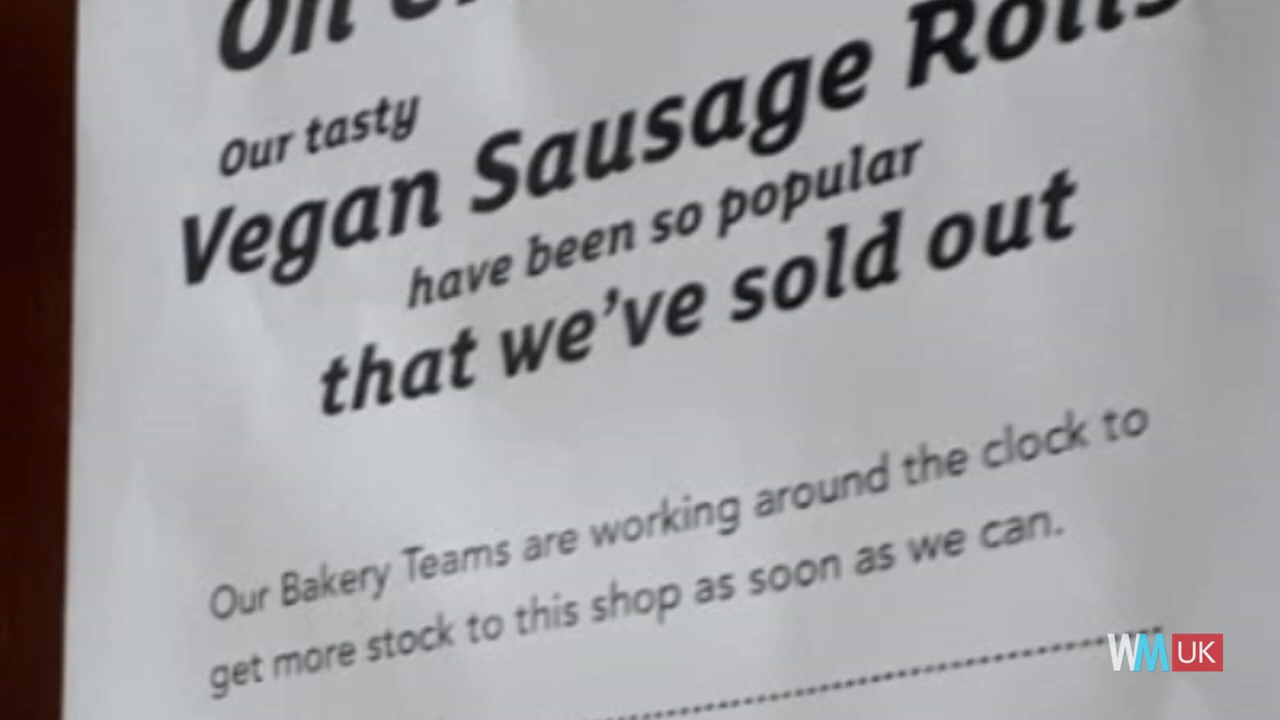 Our tasty
Vegan Sausage Rolls
have been so popular
that we've sold out
Our Bakery Teams are working around the clock to
get more stock to this shop as soon as we can.
WM UK